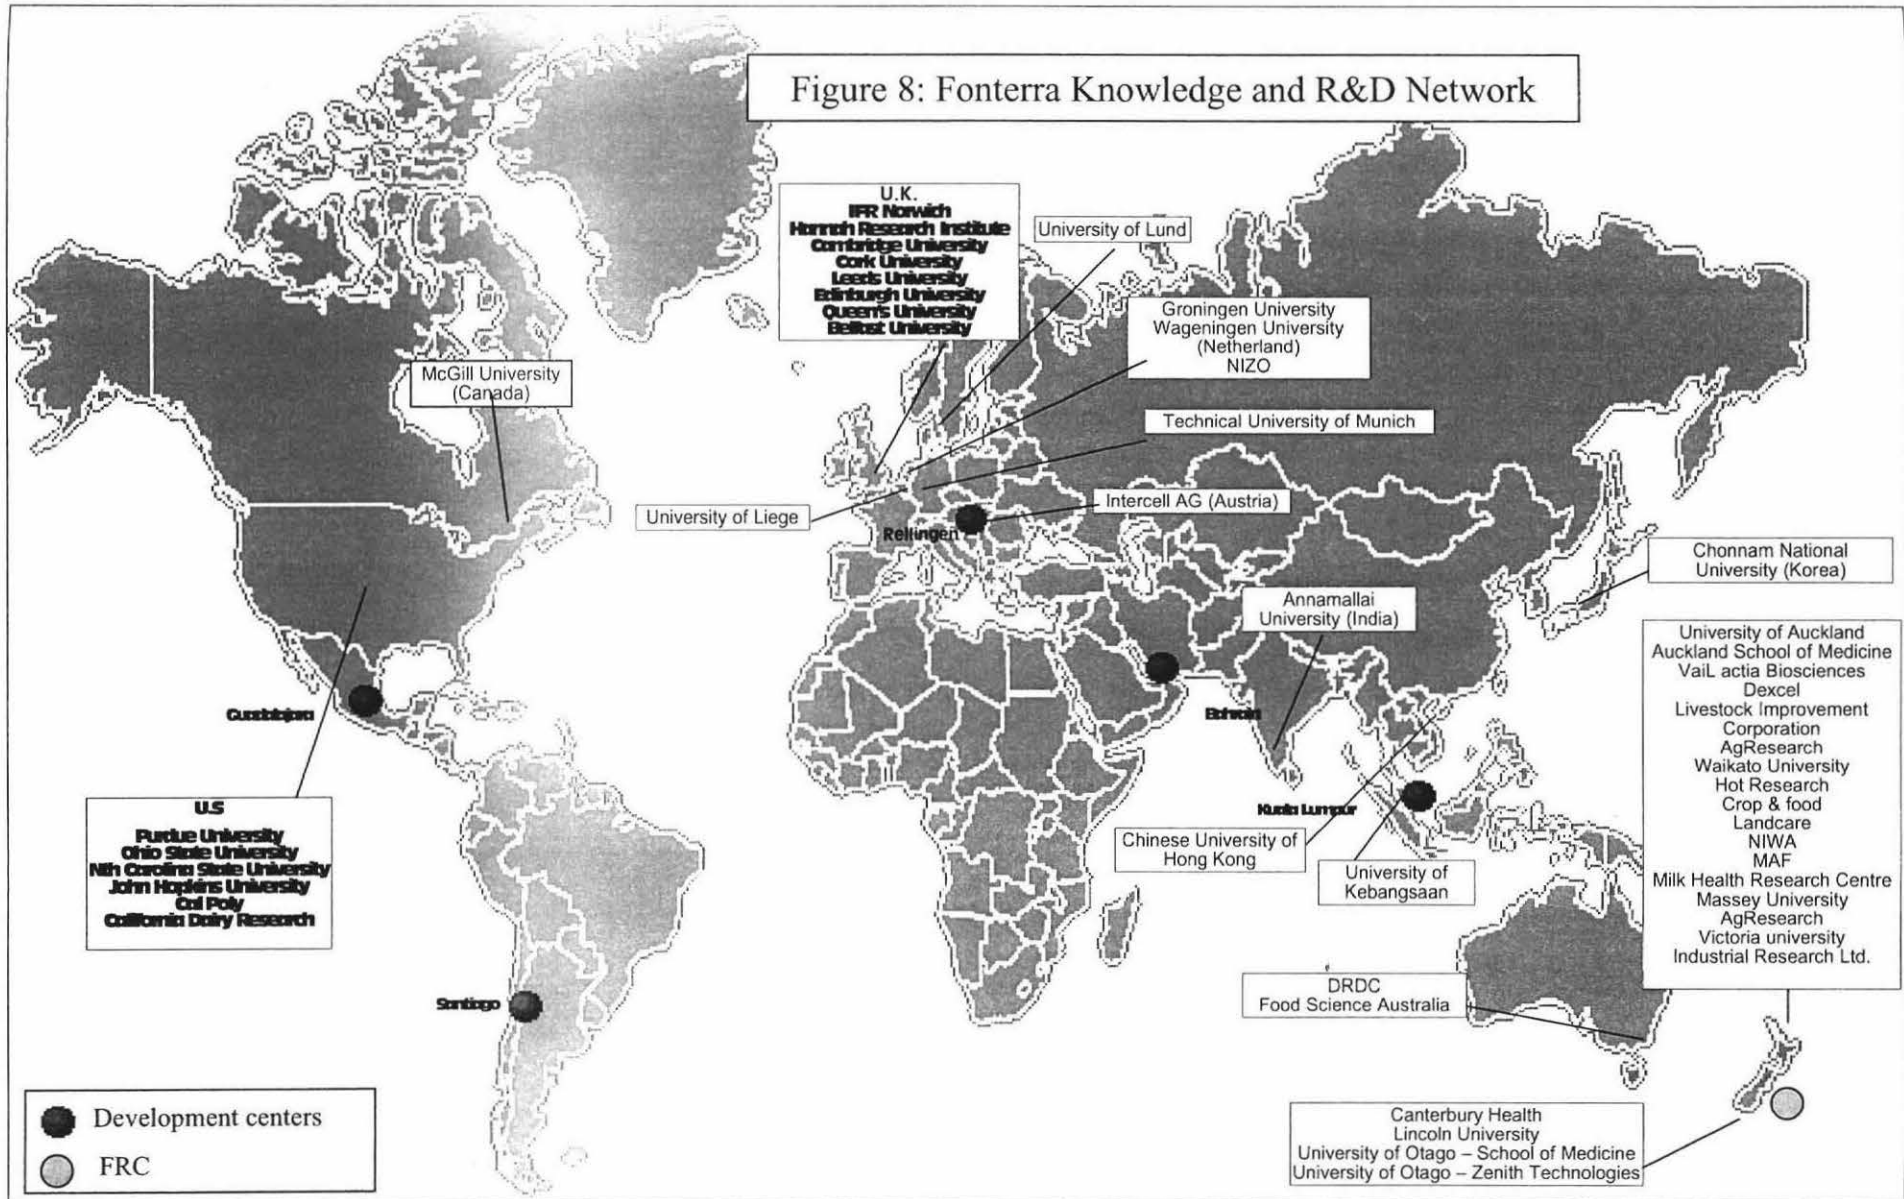 Figure 8: Fonterra Knowledge and R&D Network
U.K.
IFR Norwich
Hannah Research Institute
Cambridge University
Cork University
Leeds University
Edinburgh University
Queen's University
Belfast University
University of Lund
Groningen University
Wageningen University
(Netherland)
NIZO
McGill University
(Canada)
Technical University of Munich
University of Liege
Intercell AG (Austria)
Rellingen
Chonnam National
University (Korea)
Annamallai
University (India)
University of Auckland
Auckland School of Medicine
VaiL actia Biosciences
Dexcel
Livestock Improvement
Corporation
AgResearch
Waikato University
Hot Research
Crop & food
Landcare
NIWA
MAF
Milk Health Research Centre
Massey University
AgResearch
Victoria university
Industrial Research Ltd.
Guadalajara
Bahrain
Kuala Lumpur
U.S
Purdue University
Ohio State University
Nth Carolina State University
John Hopkins University
Cal Poly
California Dairy Research
Chinese University of
Hong Kong
University of
Kebangsaan
Santiago
DRDC
Food Science Australia
Development centers
FRC
Canterbury Health
Lincoln University
University of Otago – School of Medicine
University of Otago – Zenith Technologies